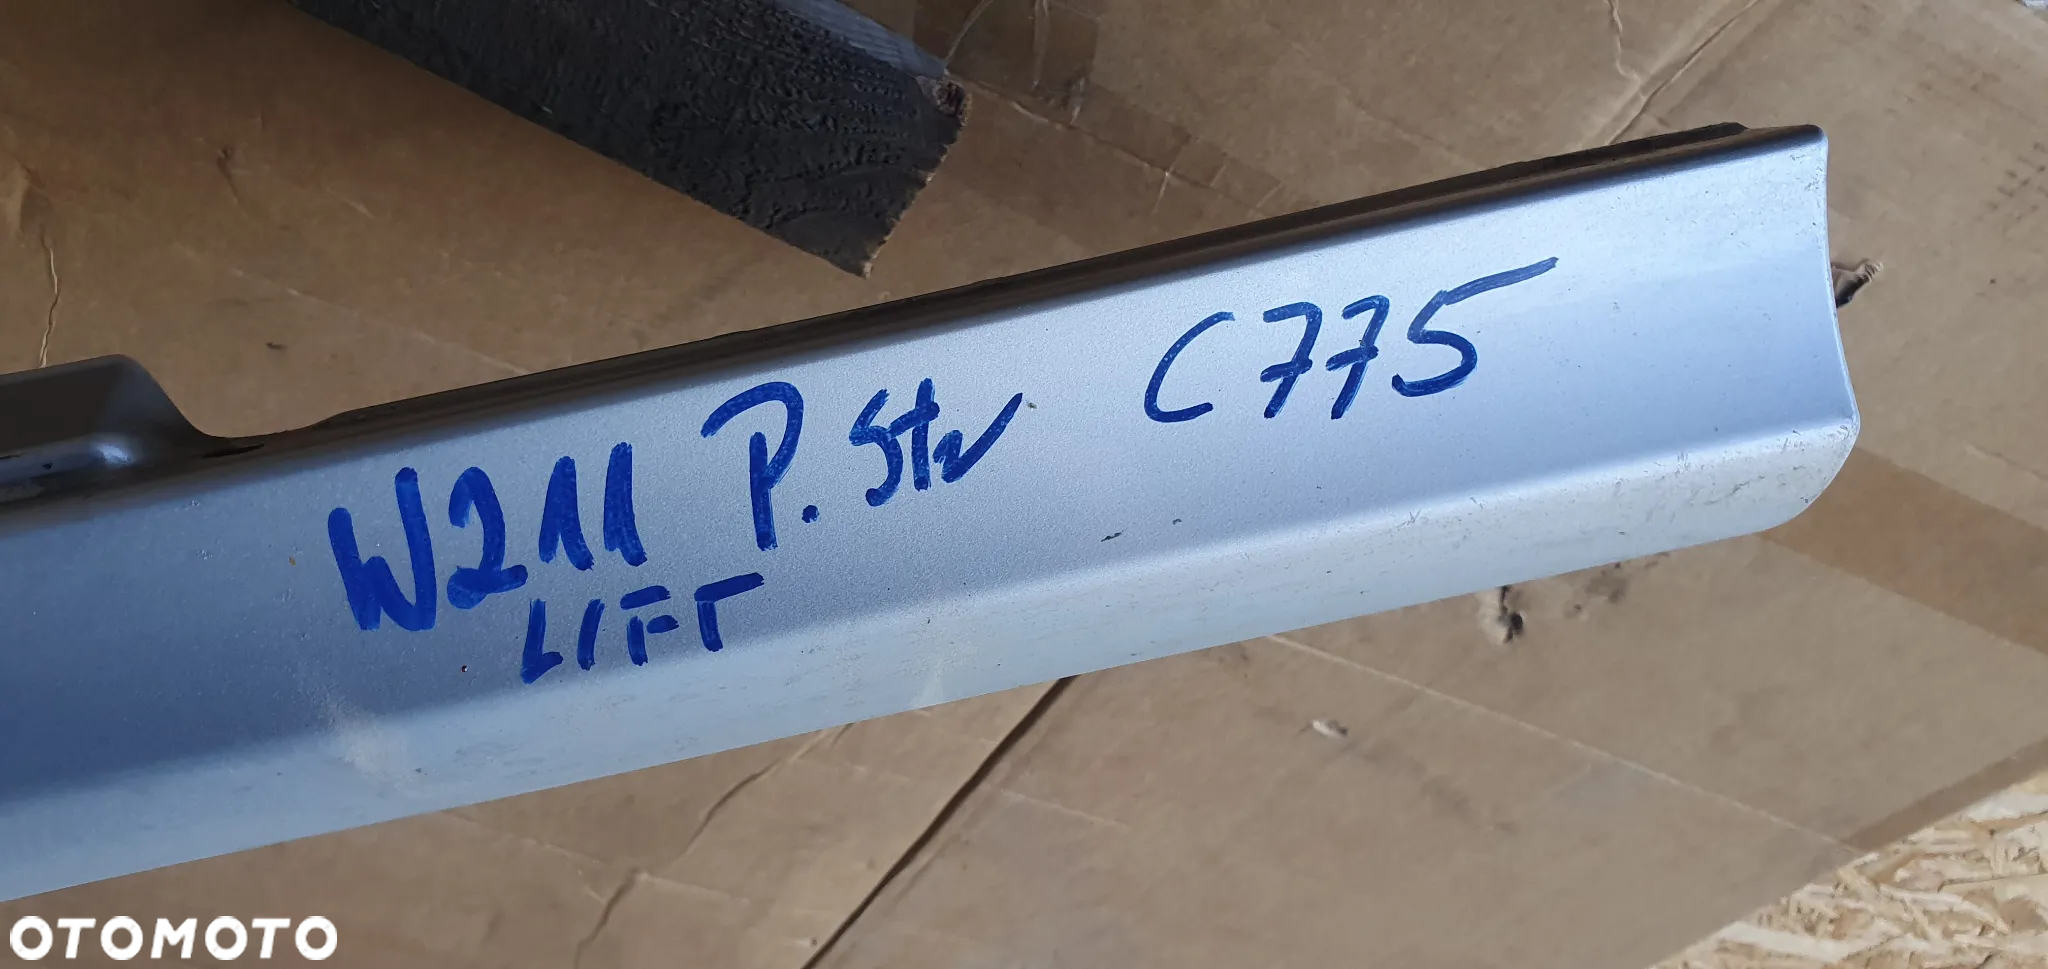 W211 P. Str C775
LIFT
OTOMOTO